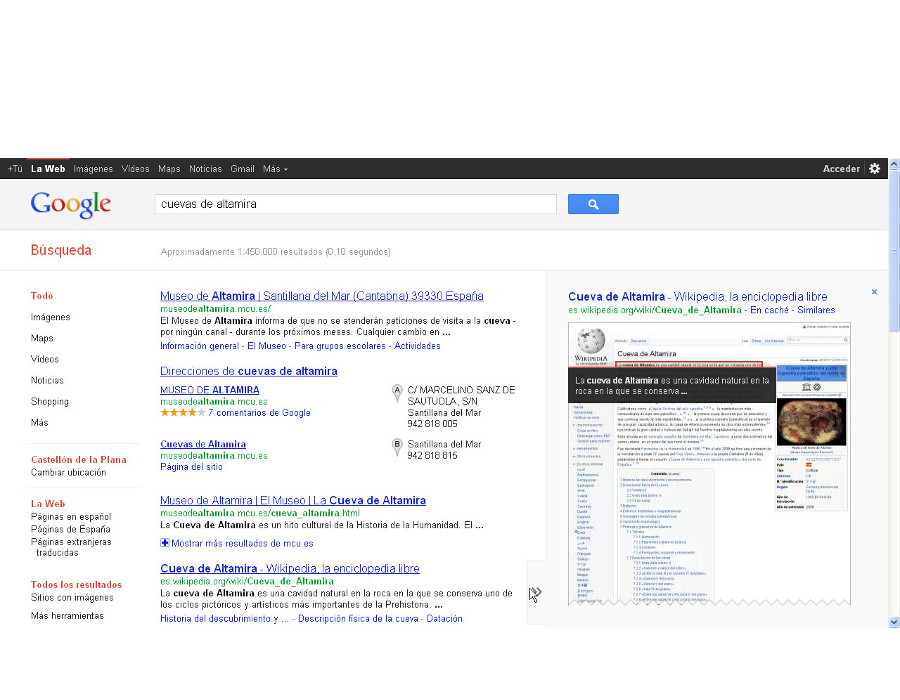 +Tú La Web Imágenes Vídeos Maps Noticias Gmail Más Acceder
Google cuevas de altamira
Búsqueda Aproximadamente 1.450.000 resultados (0,10 segundos)
Todo
Imágenes
Maps
Vídeos
Noticias
Shopping
Más
Castellón de la Plana
Cambiar ubicación
La Web
Páginas en español
Páginas de España
Páginas extranjeras
traducidas
Todos los resultados
Sitios con imágenes
Más herramientas
Museo de Altamira | Santillana del Mar (Cantabria) 39330 España
museodealtamira.mcu.es/
El Museo de Altamira informa de que no se atenderán peticiones de visita a la cueva -
por ningún canal - durante los próximos meses. Cualquier cambio en ...
Información general - El Museo - Para grupos escolares - Actividades
Direcciones de cuevas de altamira
MUSEO DE ALTAMIRA
museodealtamira.mcu.es
7 comentarios de Google
A C/ MARCELINO SANZ DE
SAUTUOLA, S/N
Santillana del Mar
942 818 005
Cuevas de Altamira
museodealtamira.mcu.es
Página del sitio
B Santillana del Mar
942 818 815
Museo de Altamira | El Museo | La Cueva de Altamira
museodealtamira.mcu.es/cueva_altamira.html
La Cueva de Altamira es un hito cultural de la Historia de la Humanidad. El ...
Mostrar más resultados de mcu.es
Cueva de Altamira - Wikipedia, la enciclopedia libre
es.wikipedia.org/wiki/Cueva_de_Altamira
La cueva de Altamira es una cavidad natural en la roca en la que se conserva uno de
los ciclos pictóricos y artísticos más importantes de la Prehistoria. ...
Historia del descubrimiento y ... - Descripción física de la cueva - Datación
Cueva de Altamira - Wikipedia, la enciclopedia libre
es.wikipedia.org/wiki/Cueva_de_Altamira - En caché - Similares
WIKIPEDIA
Cueva de Altamira
La cueva de Altamira es una cavidad natural en la
roca en la que se conserva ...